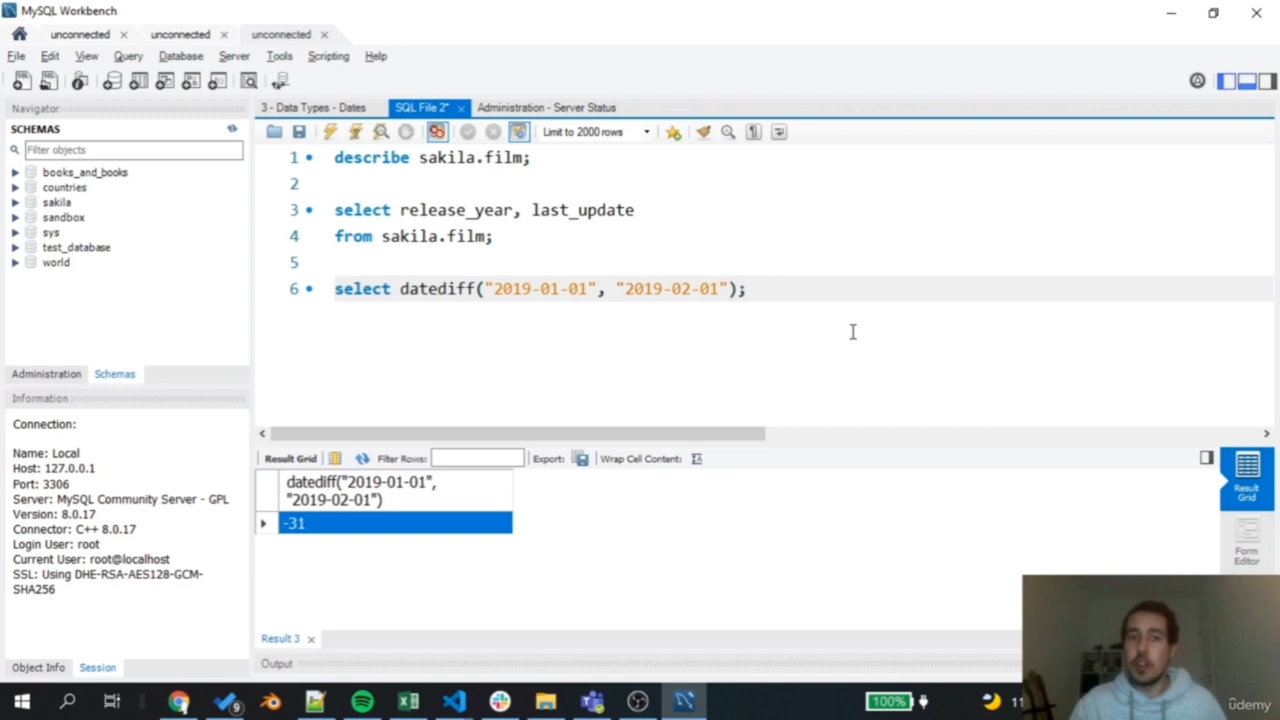 MySQL Workbench
unconnected
unconnected
unconnected
File Edit View Query Database Server Tools Scripting Help
Navigator
SCHEMAS
Filter objects
books_and_books
countries
sakila
sandbox
sys
test_database
world
Administration Schemas
Information
Connection:
Name: Local
Host: 127.0.0.1
Port: 3306
Server: MySQL Community Server - GPL
Version: 8.0.17
Connector: C++ 8.0.17
Login User: root
Current User: root@localhost
SSL: Using DHE-RSA-AES128-GCM-
SHA256
Object Info Session
3 - Data Types - Dates SQL File 2* Administration - Server Status
Limit to 2000 rows
1 describe sakila.film;
2
3 select release_year, last_update
4 from sakila.film;
5
6 select datediff("2019-01-01", "2019-02-01");
Result Grid Filter Rows: Export: Wrap Cell Content:
datediff("2019-01-01",
"2019-02-01")
-31
Result
Grid
Form
Editor
Result 3
Output
9
100%
ûdemy